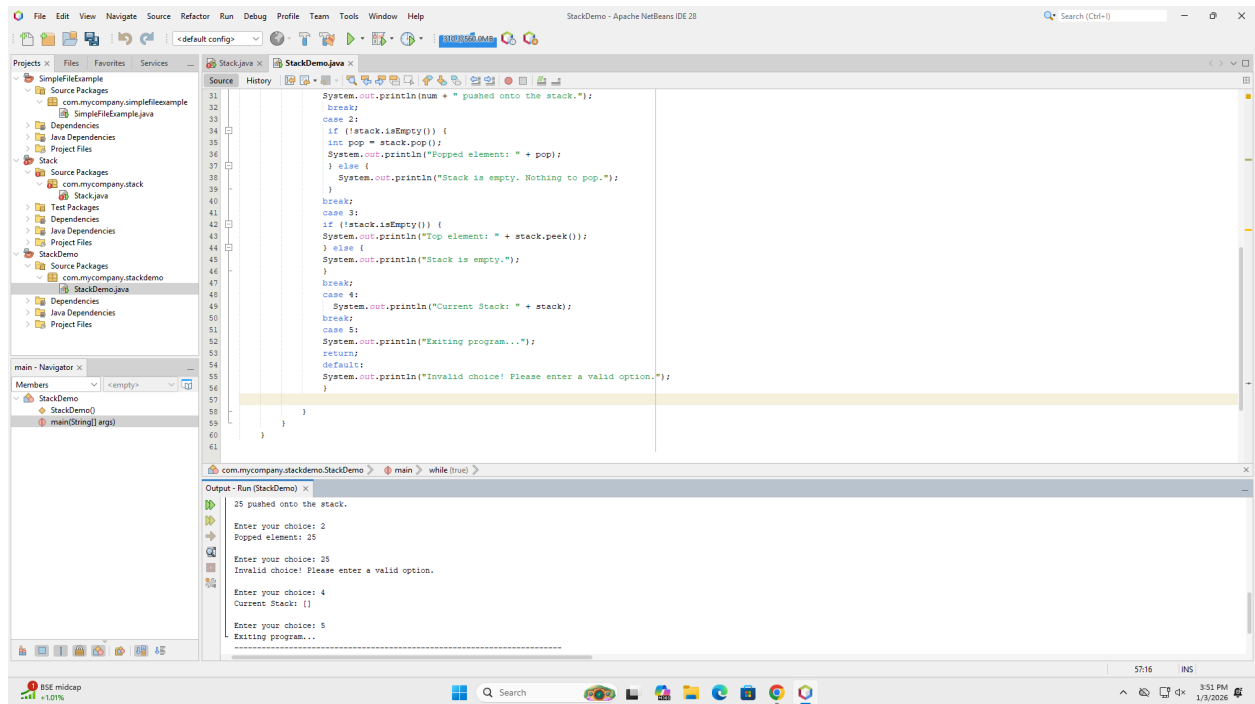 File Edit View Navigate Source Refactor Run Debug Profile Team Tools Window Help
StackDemo - Apache NetBeans IDE 28
Search (Ctrl+I)
<default config>
Projects × Files Favorites Services
Stack.java × StackDemo.java ×
Source History
SimpleFileExample
Source Packages
com.mycompany.simplefileexample
SimpleFileExample.java
Dependencies
Java Dependencies
Project Files
Stack
Source Packages
com.mycompany.stack
Stack.java
Test Packages
Dependencies
Java Dependencies
Project Files
StackDemo
Source Packages
com.mycompany.stackdemo
StackDemo.java
Dependencies
Java Dependencies
Project Files
main - Navigator ×
Members <empty>
StackDemo
StackDemo()
main(String[] args)
31 System.out.println(num + " pushed onto the stack.");
32 break;
33 case 2:
34 if (!stack.isEmpty()) {
35 int pop = stack.pop();
36 System.out.println("Popped element: " + pop);
37 } else {
38 System.out.println("Stack is empty. Nothing to pop.");
39 }
40 break;
41 case 3:
42 if (!stack.isEmpty()) {
43 System.out.println("Top element: " + stack.peek());
44 } else {
45 System.out.println("Stack is empty.");
46 }
47 break;
48 case 4:
49 System.out.println("Current Stack: " + stack);
50 break;
51 case 5:
52 System.out.println("Exiting program...");
53 return;
54 default:
55 System.out.println("Invalid choice! Please enter a valid option.");
56 }
57
58 }
59 }
60 }
61
com.mycompany.stackdemo.StackDemo main while (true)
Output - Run (StackDemo) ×
25 pushed onto the stack.
Enter your choice: 2
Popped element: 25
Enter your choice: 25
Invalid choice! Please enter a valid option.
Enter your choice: 4
Current Stack: []
Enter your choice: 5
Exiting program...
------------------------------------------------------------------------
57:16 INS
1 BSE midcap
+1.01%
Search
3:51 PM
1/3/2026